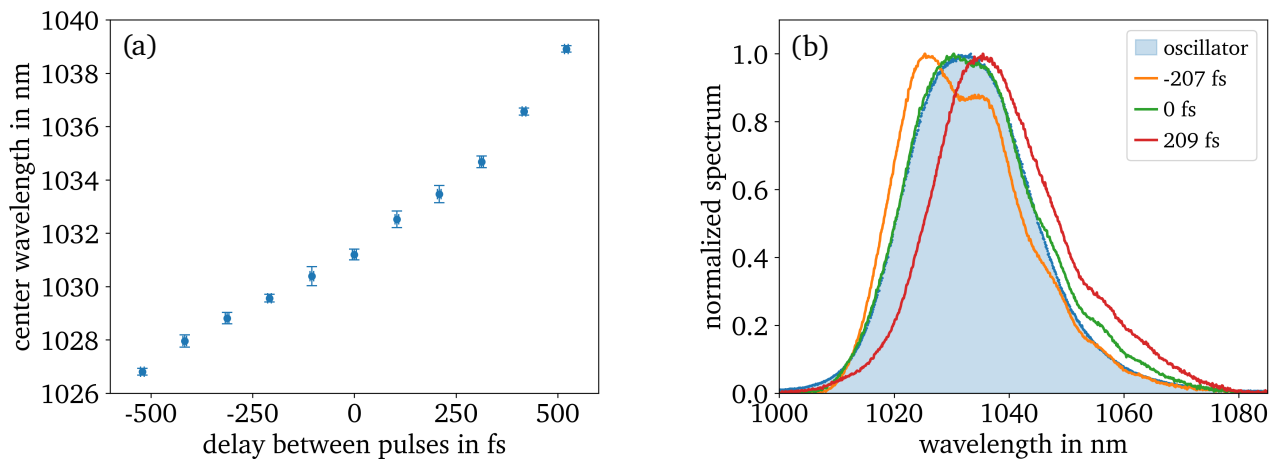 (a)
center wavelength in nm
1040
1038
1036
1034
1032
1030
1028
1026
-500 -250 0 250 500
delay between pulses in fs
(b)
normalized spectrum
1.0
0.8
0.6
0.4
0.2
0.0
1000 1020 1040 1060 1080
wavelength in nm
oscillator
-207 fs
0 fs
209 fs